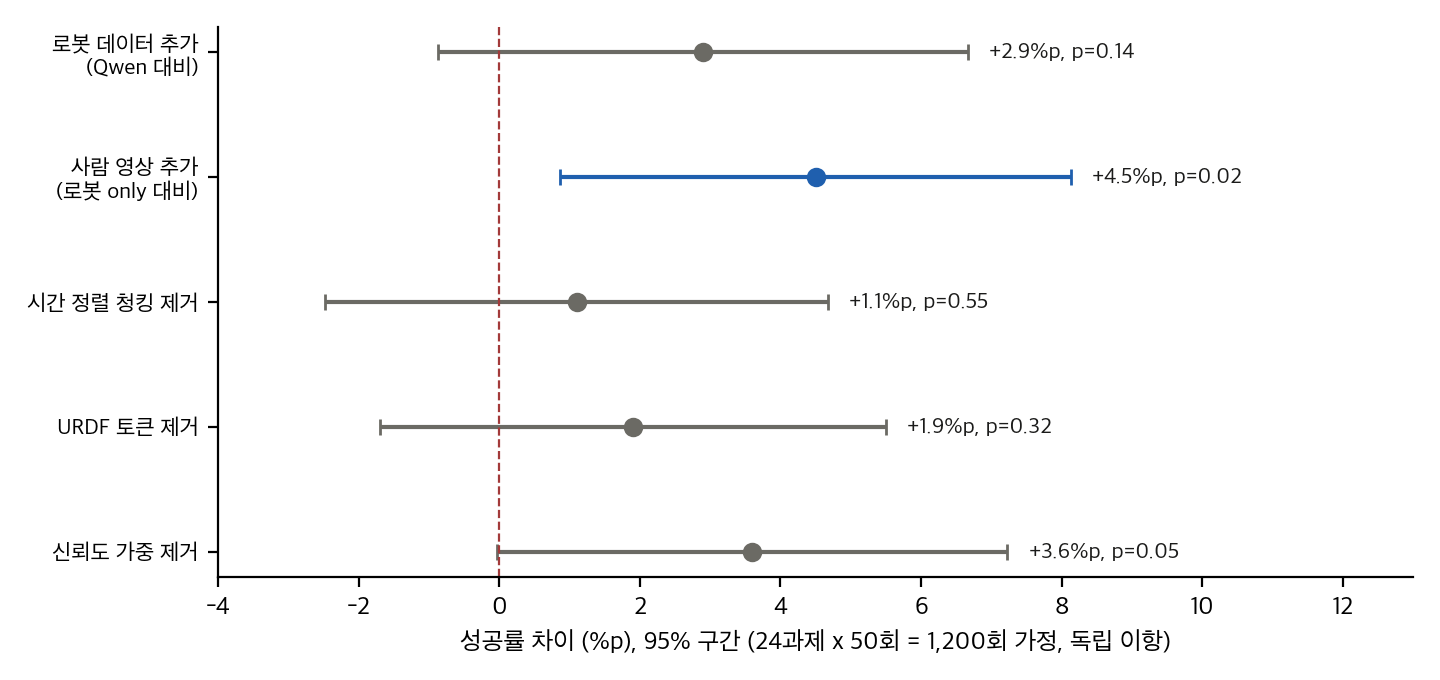 로봇 데이터 추가
(Qwen 대비)
+2.9%p, p=0.14
사람 영상 추가
(로봇 only 대비)
+4.5%p, p=0.02
시간 정렬 청킹 제거
+1.1%p, p=0.55
URDF 토큰 제거
+1.9%p, p=0.32
신뢰도 가중 제거
+3.6%p, p=0.05
-4 -2 0 2 4 6 8 10 12
성공률 차이 (%p), 95% 구간 (24과제 x 50회 = 1,200회 가정, 독립 이항)